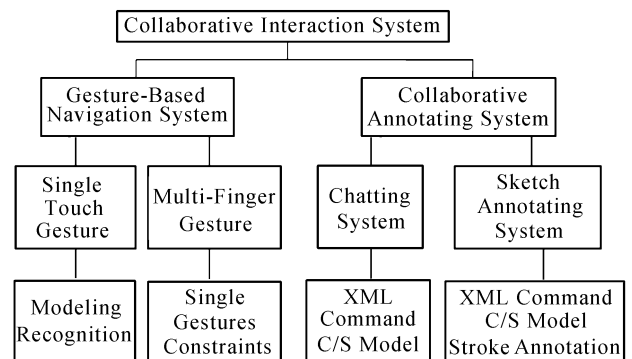 Collaborative Interaction System
Gesture-Based
Navigation System
Collaborative
Annotating System
Single
Touch
Gesture
Multi-Finger
Gesture
Chatting
System
Sketch
Annotating
System
Modeling
Recognition
Single
Gestures
Constraints
XML
Command
C/S Model
XML Command
C/S Model
Stroke Annotation